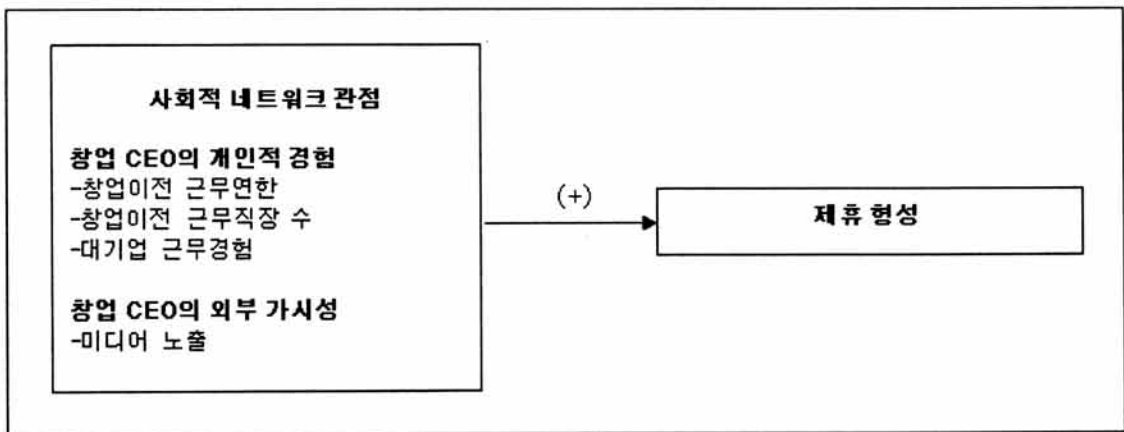 사회적 네트워크 관점
창업 CEO의 개인적 경험
-창업이전 근무연한
-창업이전 근무직장 수
-대기업 근무경험
창업 CEO의 외부 가시성
-미디어 노출
(+)
제휴 형성